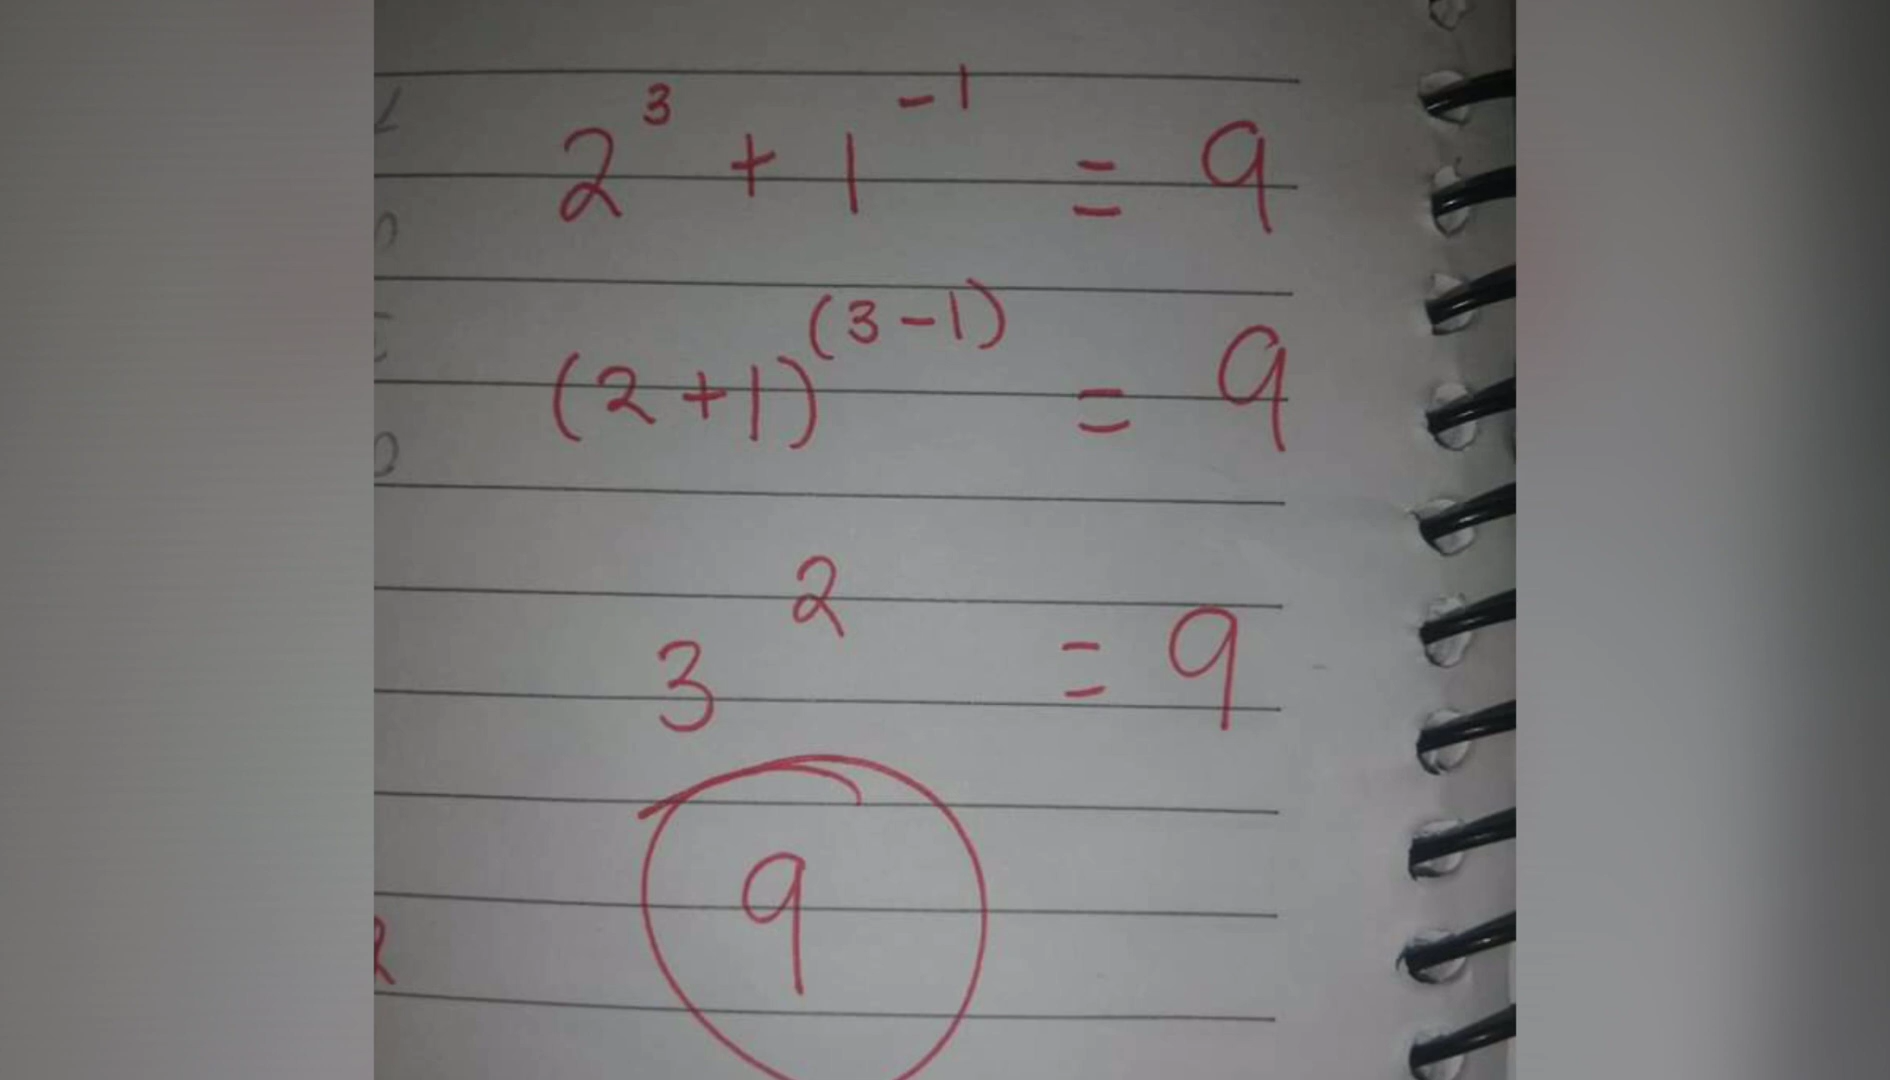 2³ + 1⁻¹ = 9
(2+1)⁽³⁻¹⁾ = 9
3² = 9
9